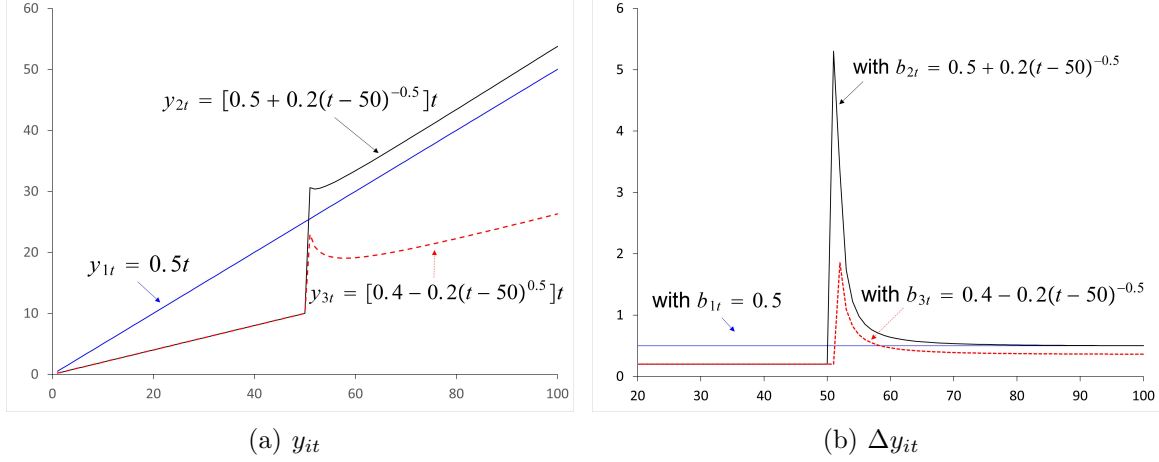 60
50
40
30
20
10
0
0 20 40 60 80 100
y₂ₜ = [0.5 + 0.2(t − 50)^−0.5]t
y₁ₜ = 0.5t
y₃ₜ = [0.4 − 0.2(t − 50)^0.5]t
(a) yᵢₜ
6
5
4
3
2
1
0
20 30 40 50 60 70 80 90 100
with b₂ₜ = 0.5 + 0.2(t − 50)^−0.5
with b₁ₜ = 0.5
with b₃ₜ = 0.4 − 0.2(t − 50)^−0.5
(b) Δyᵢₜ